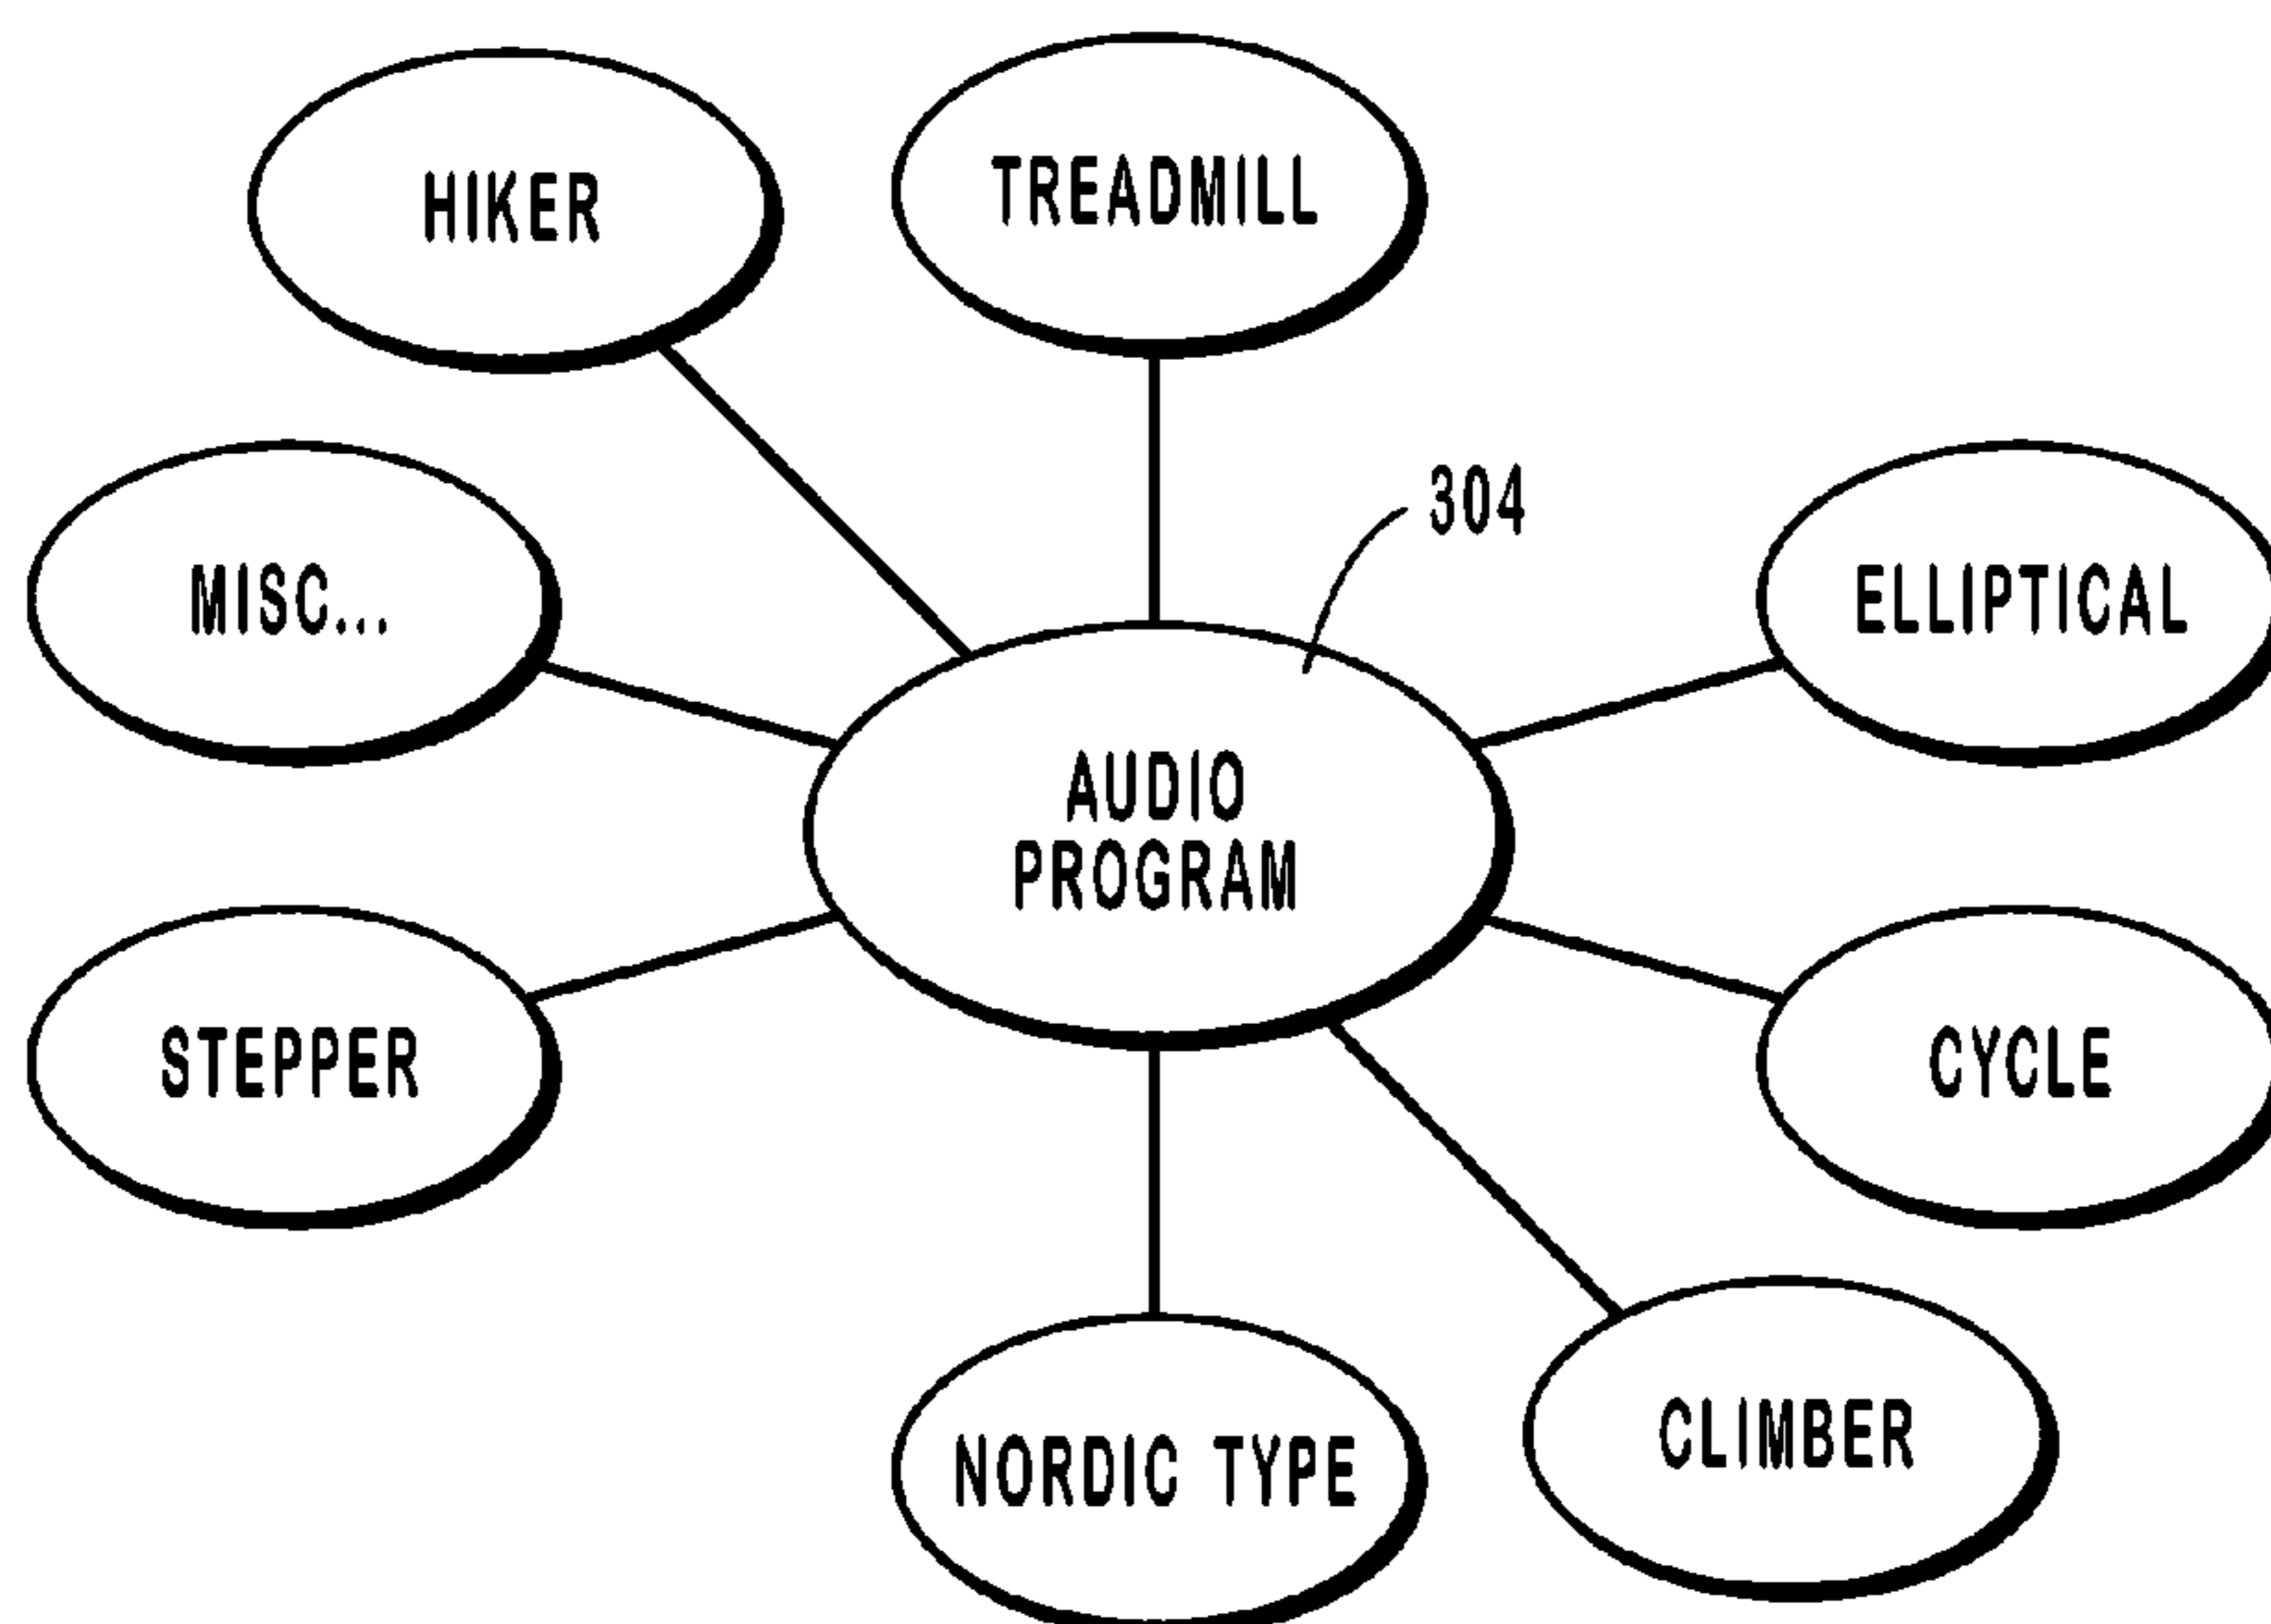 HIKER
TREADMILL
304
MISC...
ELLIPTICAL
AUDIO
PROGRAM
STEPPER
CYCLE
CLIMBER
NORDIC TYPE